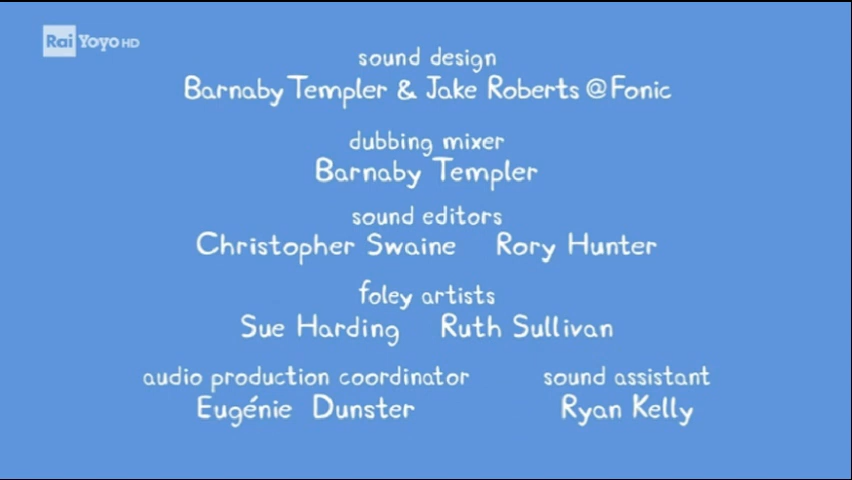 Rai Yoyo HD
sound design
Barnaby Templer & Jake Roberts @ Fonic
dubbing mixer
Barnaby Templer
sound editors
Christopher Swaine Rory Hunter
foley artists
Sue Harding Ruth Sullivan
audio production coordinator sound assistant
Eugénie Dunster Ryan Kelly